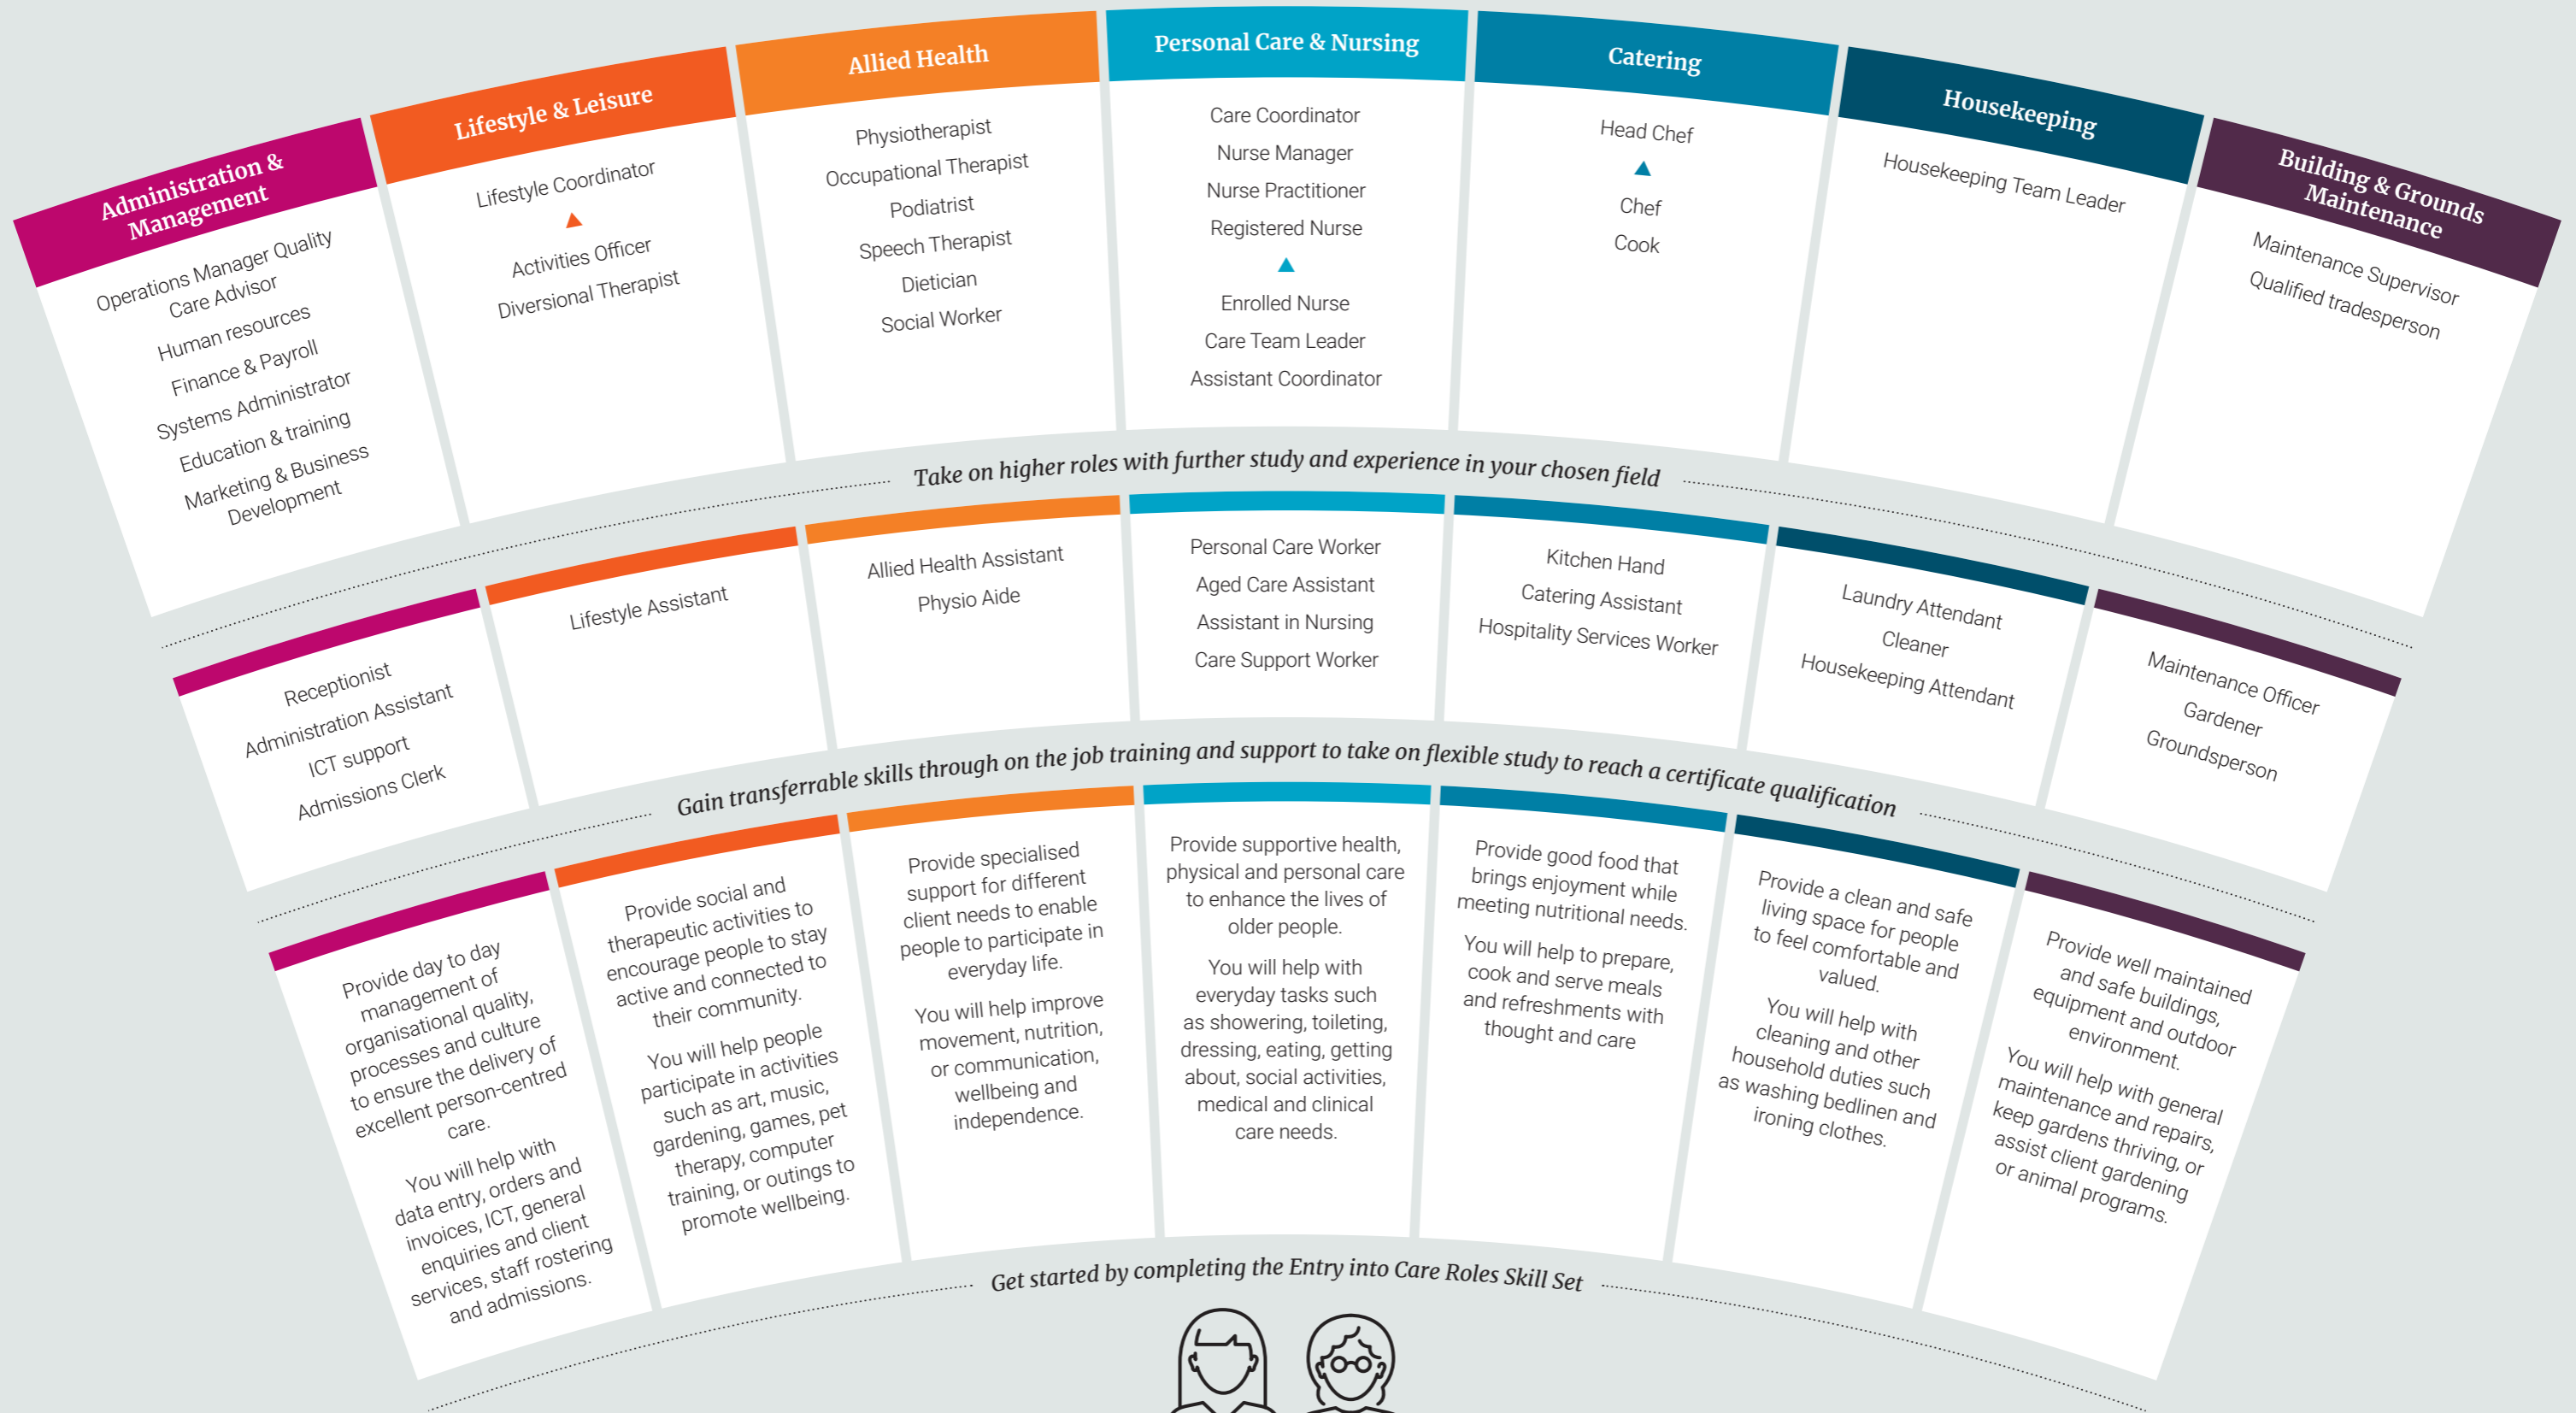 Administration &
Management
Operations Manager Quality
Care Advisor
Human resources
Finance & Payroll
Systems Administrator
Education & training
Marketing & Business
Development
Lifestyle & Leisure
Lifestyle Coordinator
Activities Officer
Diversional Therapist
Allied Health
Physiotherapist
Occupational Therapist
Podiatrist
Speech Therapist
Dietician
Social Worker
Personal Care & Nursing
Care Coordinator
Nurse Manager
Nurse Practitioner
Registered Nurse
Enrolled Nurse
Care Team Leader
Assistant Coordinator
Catering
Head Chef
Chef
Cook
Housekeeping
Housekeeping Team Leader
Building & Grounds
Maintenance
Maintenance Supervisor
Qualified tradesperson
Take on higher roles with further study and experience in your chosen field
Receptionist
Administration Assistant
ICT support
Admissions Clerk
Lifestyle Assistant
Allied Health Assistant
Physio Aide
Personal Care Worker
Aged Care Assistant
Assistant in Nursing
Care Support Worker
Kitchen Hand
Catering Assistant
Hospitality Services Worker
Laundry Attendant
Cleaner
Housekeeping Attendant
Maintenance Officer
Gardener
Groundsperson
Gain transferrable skills through on the job training and support to take on flexible study to reach a certificate qualification
Provide day to day
management of
organisational quality,
processes and culture
to ensure the delivery of
excellent person-centred
care.
You will help with
data entry, orders and
invoices, ICT, general
enquiries and client
services, staff rostering
and admissions.
Provide social and
therapeutic activities to
encourage people to stay
active and connected to
their community.
You will help people
participate in activities
such as art, music,
gardening, games, pet
therapy, computer
training, or outings to
promote wellbeing.
Provide specialised
support for different
client needs to enable
people to participate in
everyday life.
You will help improve
movement, nutrition,
or communication,
wellbeing and
independence.
Provide supportive health,
physical and personal care
to enhance the lives of
older people.
You will help with
everyday tasks such
as showering, toileting,
dressing, eating, getting
about, social activities,
medical and clinical
care needs.
Provide good food that
brings enjoyment while
meeting nutritional needs.
You will help to prepare,
cook and serve meals
and refreshments with
thought and care
Provide a clean and safe
living space for people
to feel comfortable and
valued.
You will help with
cleaning and other
household duties such
as washing bedlinen and
ironing clothes.
Provide well maintained
and safe buildings,
equipment and outdoor
environment.
You will help with general
maintenance and repairs,
keep gardens thriving, or
assist client gardening
or animal programs.
Get started by completing the Entry into Care Roles Skill Set